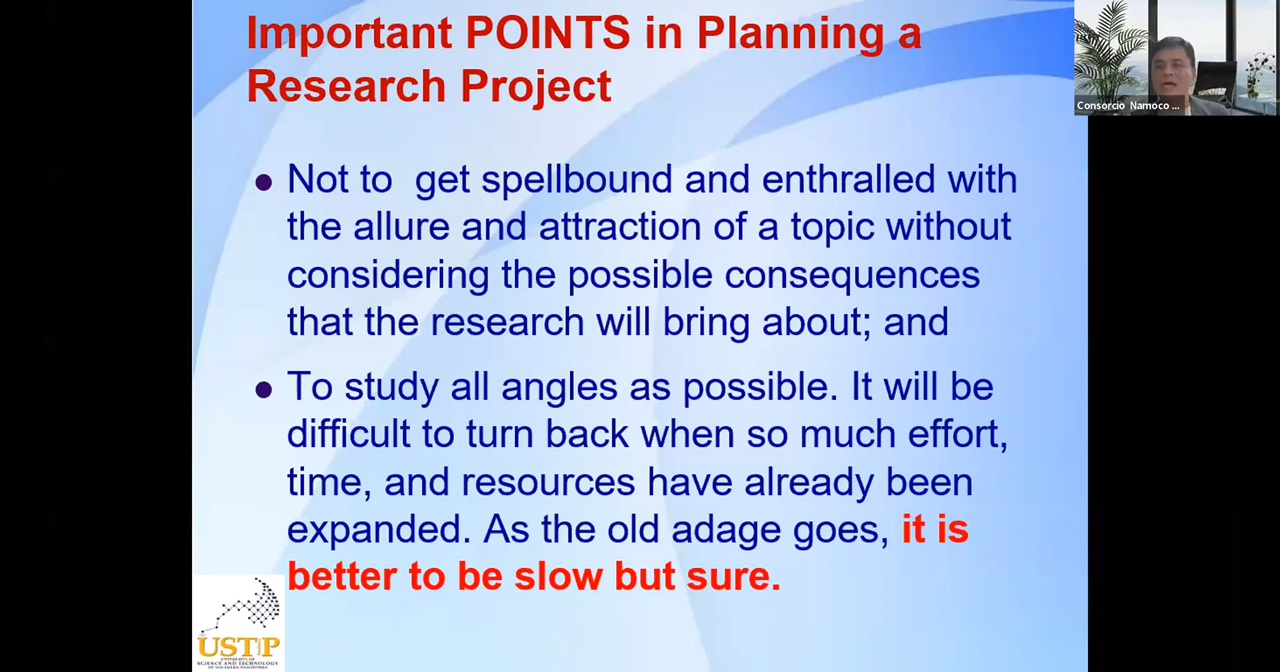 Important POINTS in Planning a
Research Project
Consorcio Namoco ...
● Not to get spellbound and enthralled with
the allure and attraction of a topic without
considering the possible consequences
that the research will bring about; and
● To study all angles as possible. It will be
difficult to turn back when so much effort,
time, and resources have already been
expanded. As the old adage goes, it is
better to be slow but sure.
USTP
UNIVERSITY OF
SCIENCE AND TECHNOLOGY
OF SOUTHERN PHILIPPINES